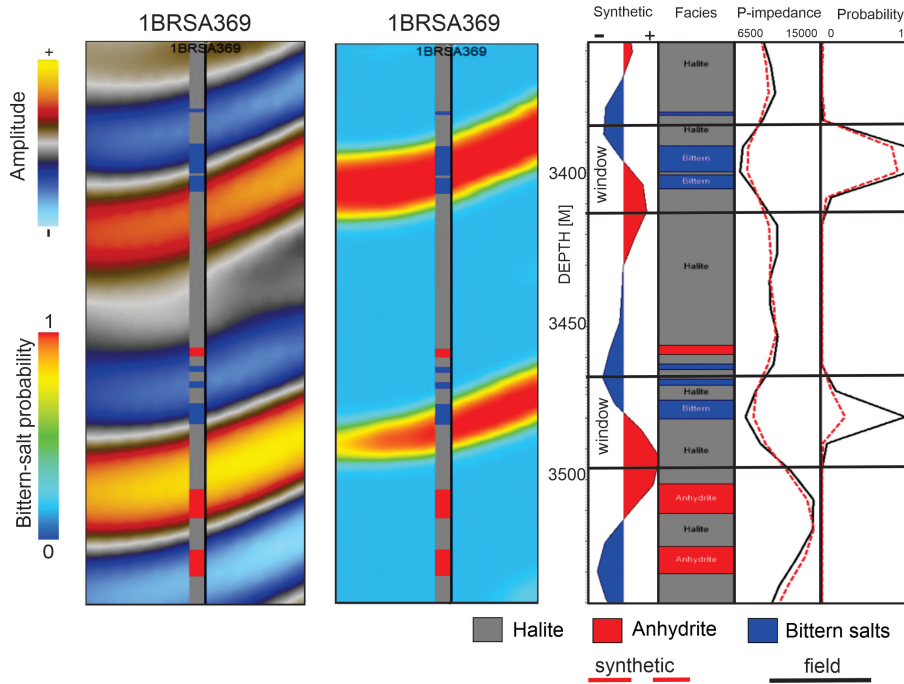 1BRSA369
1BRSA369
Synthetic
Facies
P-impedance
Probability
1BRSA369
1BRSA369
− +
6500 15000
0 1
+
Amplitude
-
Halite
Halite
Bittern
Bittern
window
3400
DEPTH [M]
Halite
3450
1
Bittern-salt probability
0
Halite
Bittern
window
Halite
3500
Anhydrite
Halite
Anhydrite
Halite
Anhydrite
Bittern salts
synthetic
field